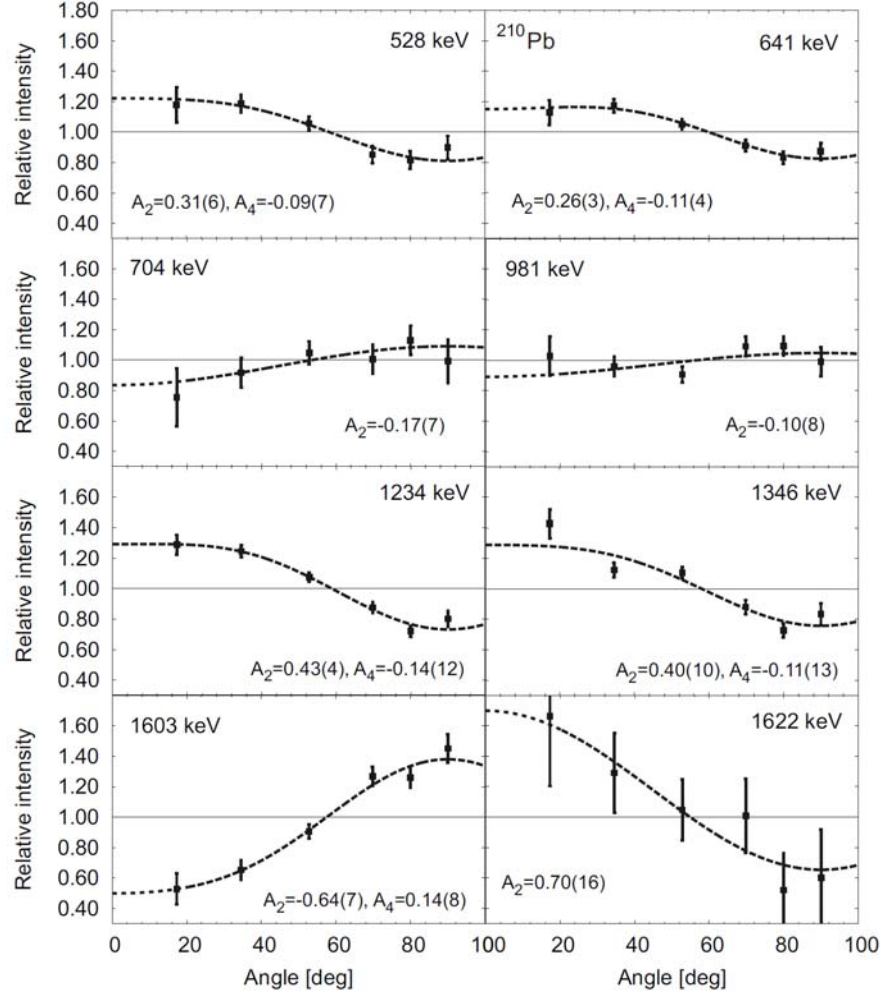 1.80
1.60
1.40
1.20
1.00
0.80
0.60
0.40
Relative intensity
528 keV
A2=0.31(6), A4=-0.09(7)
210Pb
641 keV
A2=0.26(3), A4=-0.11(4)
1.60
1.40
1.20
1.00
0.80
0.60
0.40
Relative intensity
704 keV
A2=-0.17(7)
981 keV
A2=-0.10(8)
1.60
1.40
1.20
1.00
0.80
0.60
0.40
Relative intensity
1234 keV
A2=0.43(4), A4=-0.14(12)
1346 keV
A2=0.40(10), A4=-0.11(13)
1.60
1.40
1.20
1.00
0.80
0.60
0.40
Relative intensity
1603 keV
A2=-0.64(7), A4=0.14(8)
1622 keV
A2=0.70(16)
0 20 40 60 80 100 20 40 60 80 100
Angle [deg] Angle [deg]